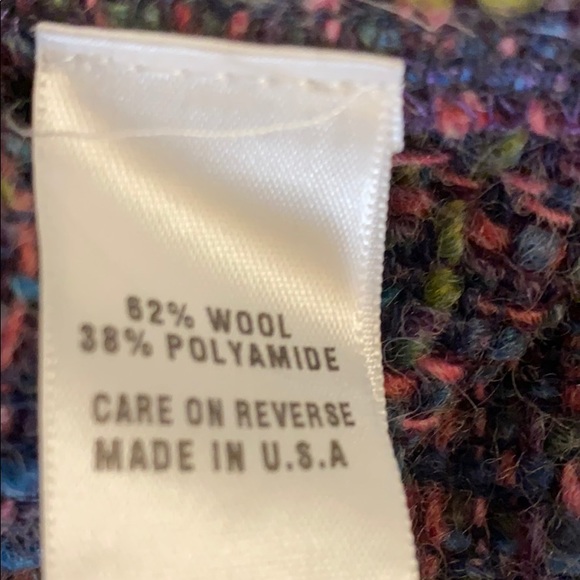 62% WOOL
38% POLYAMIDE
CARE ON REVERSE
MADE IN U.S.A